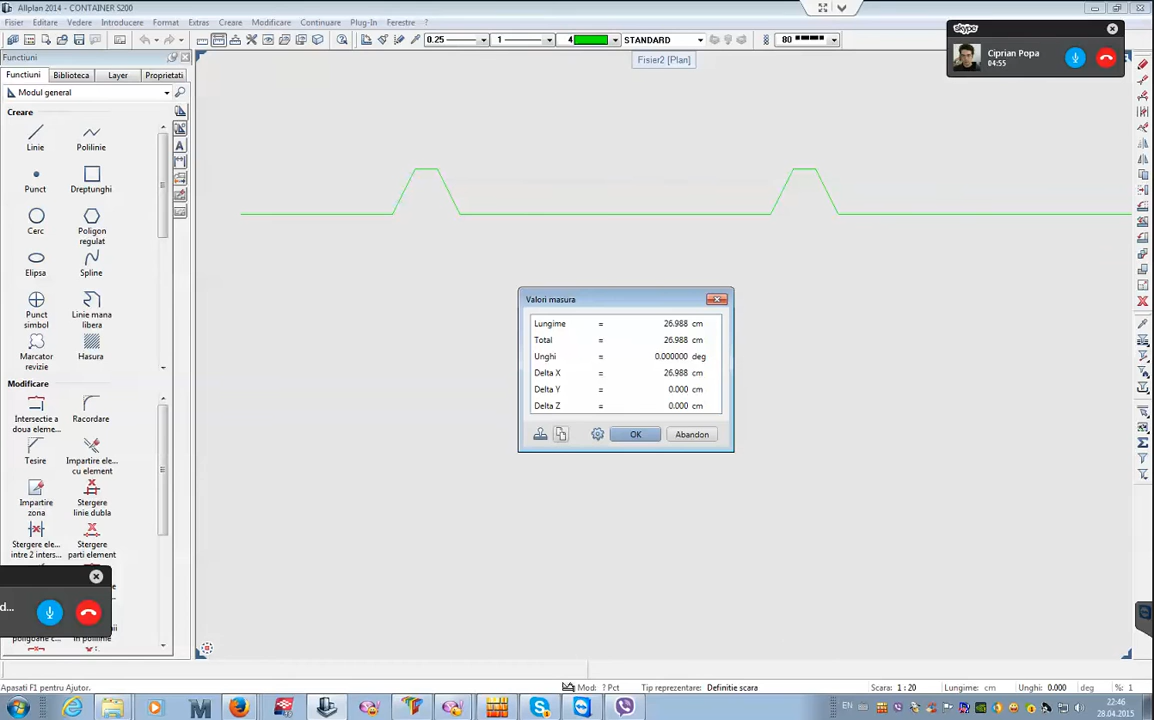 Allplan 2014 - CONTAINER S200
Fisier Editare Vedere Introducere Format Extras Creare Modificare Continuare Plug-In Ferestre ?
0.25 1 4 STANDARD 80
Functiuni
Functiuni Biblioteca Layer Proprietati
Modul general
Creare
Linie Polilinie
Punct Dreptunghi
Cerc Poligon regulat
Elipsa Spline
Punct simbol Linie mana libera
Marcator revizie Hasura
Modificare
Intersectie a doua eleme... Racordare
Tesire Impartire ele... cu element
Impartire zona Stergere linie dubla
Stergere ele... intre 2 inters... Stergere parti element
d...
poligoane c... in polilinii
Fisier2 [Plan]
skype
Ciprian Popa
04:55
Valori masura
Lungime = 26.988 cm
Total = 26.988 cm
Unghi = 0.000000 deg
Delta X = 26.988 cm
Delta Y = 0.000 cm
Delta Z = 0.000 cm
OK Abandon
Apasati F1 pentru Ajutor. Mod: ? Pct Tip reprezentare: Definitie scara Scara: 1 : 20 Lungime: cm Unghi: 0.000 deg %: 1
EN 22:46
28.04.2015